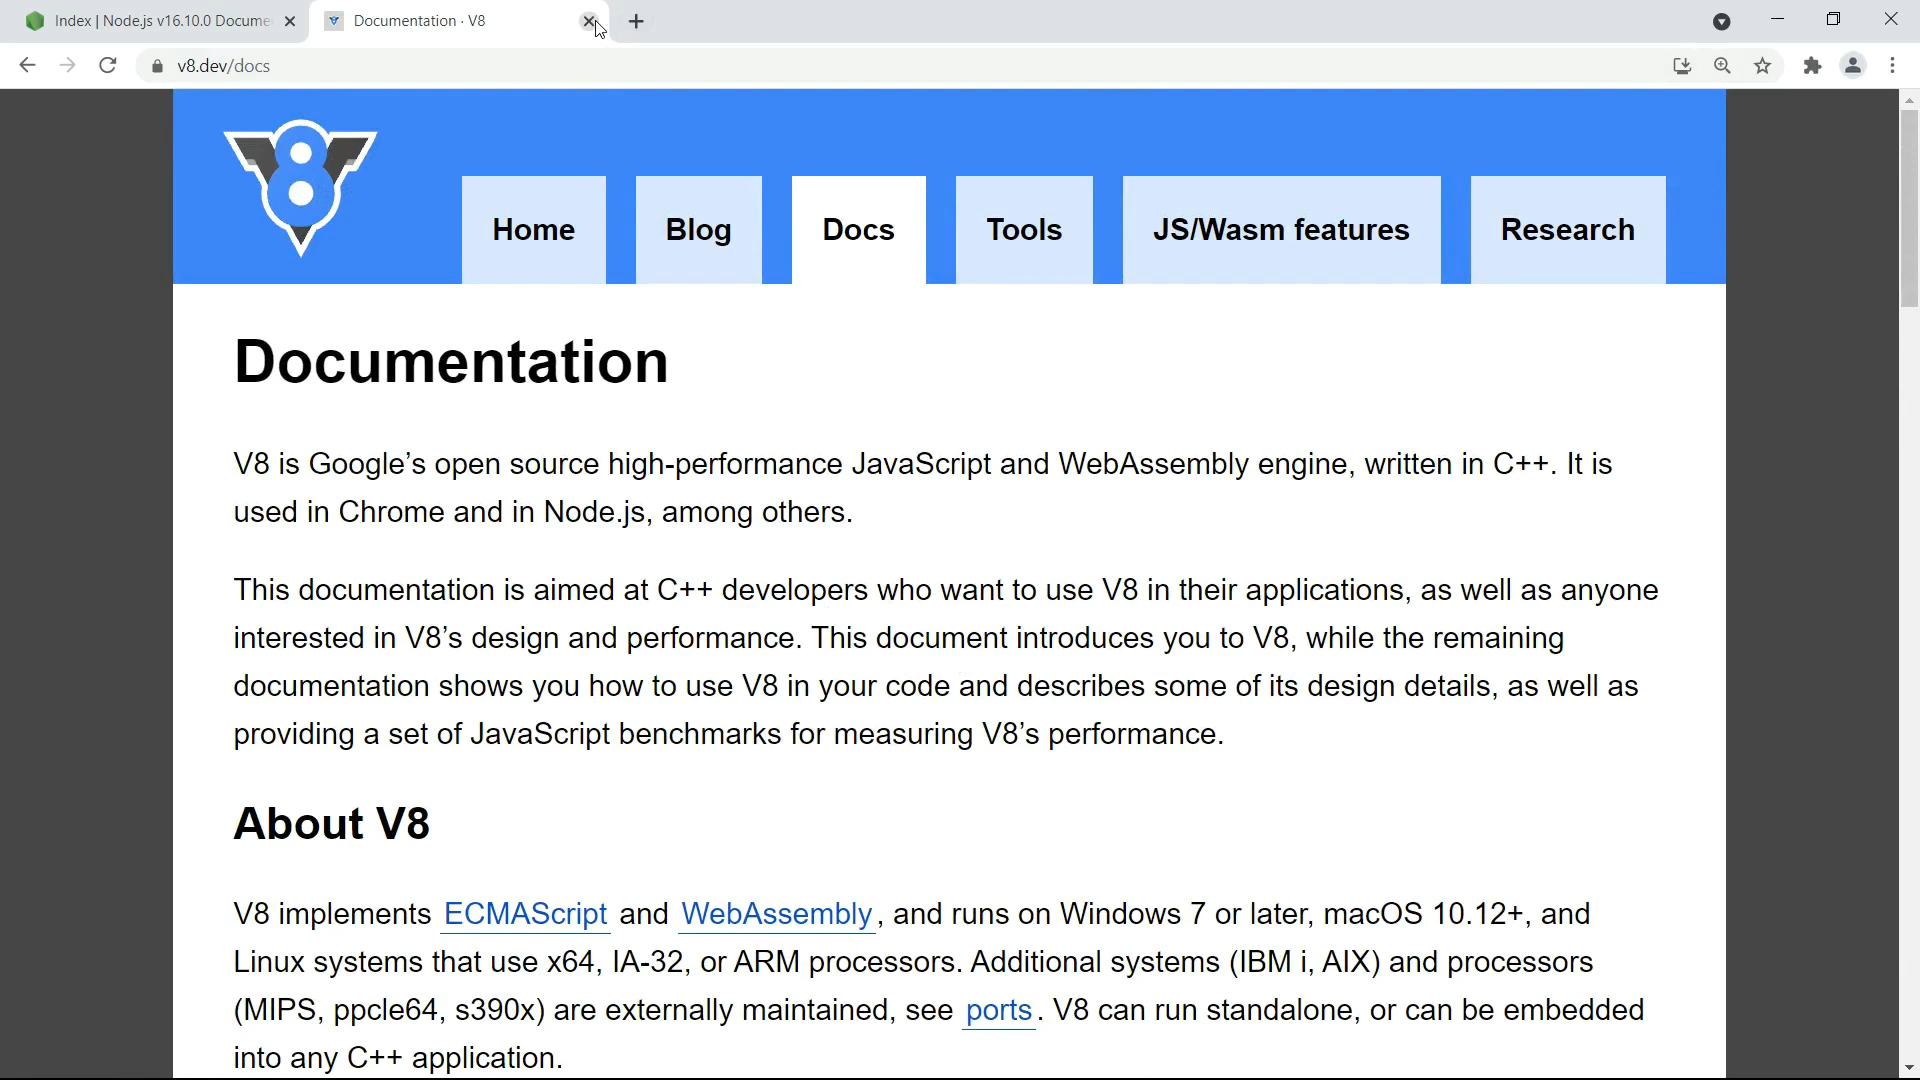 Index | Node.js v16.10.0 Docume
Documentation · V8
v8.dev/docs
Home
Blog
Docs
Tools
JS/Wasm features
Research
Documentation
V8 is Google’s open source high-performance JavaScript and WebAssembly engine, written in C++. It is
used in Chrome and in Node.js, among others.
This documentation is aimed at C++ developers who want to use V8 in their applications, as well as anyone
interested in V8’s design and performance. This document introduces you to V8, while the remaining
documentation shows you how to use V8 in your code and describes some of its design details, as well as
providing a set of JavaScript benchmarks for measuring V8’s performance.
About V8
V8 implements ECMAScript and WebAssembly, and runs on Windows 7 or later, macOS 10.12+, and
Linux systems that use x64, IA-32, or ARM processors. Additional systems (IBM i, AIX) and processors
(MIPS, ppcle64, s390x) are externally maintained, see ports. V8 can run standalone, or can be embedded
into any C++ application.